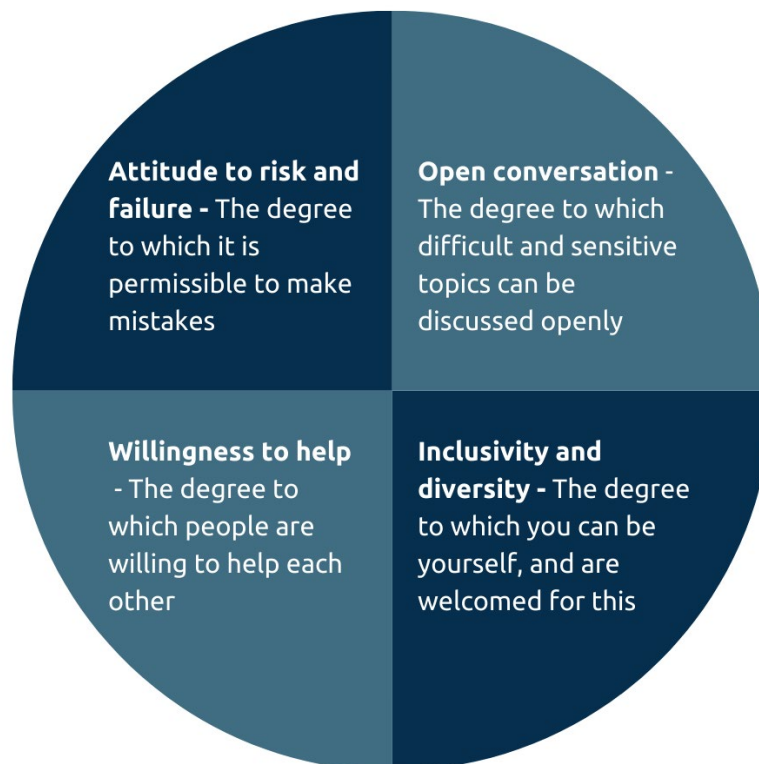 Attitude to risk and
failure - The degree
to which it is
permissible to make
mistakes
Open conversation -
The degree to which
difficult and sensitive
topics can be
discussed openly
Willingness to help
- The degree to
which people are
willing to help each
other
Inclusivity and
diversity - The degree
to which you can be
yourself, and are
welcomed for this